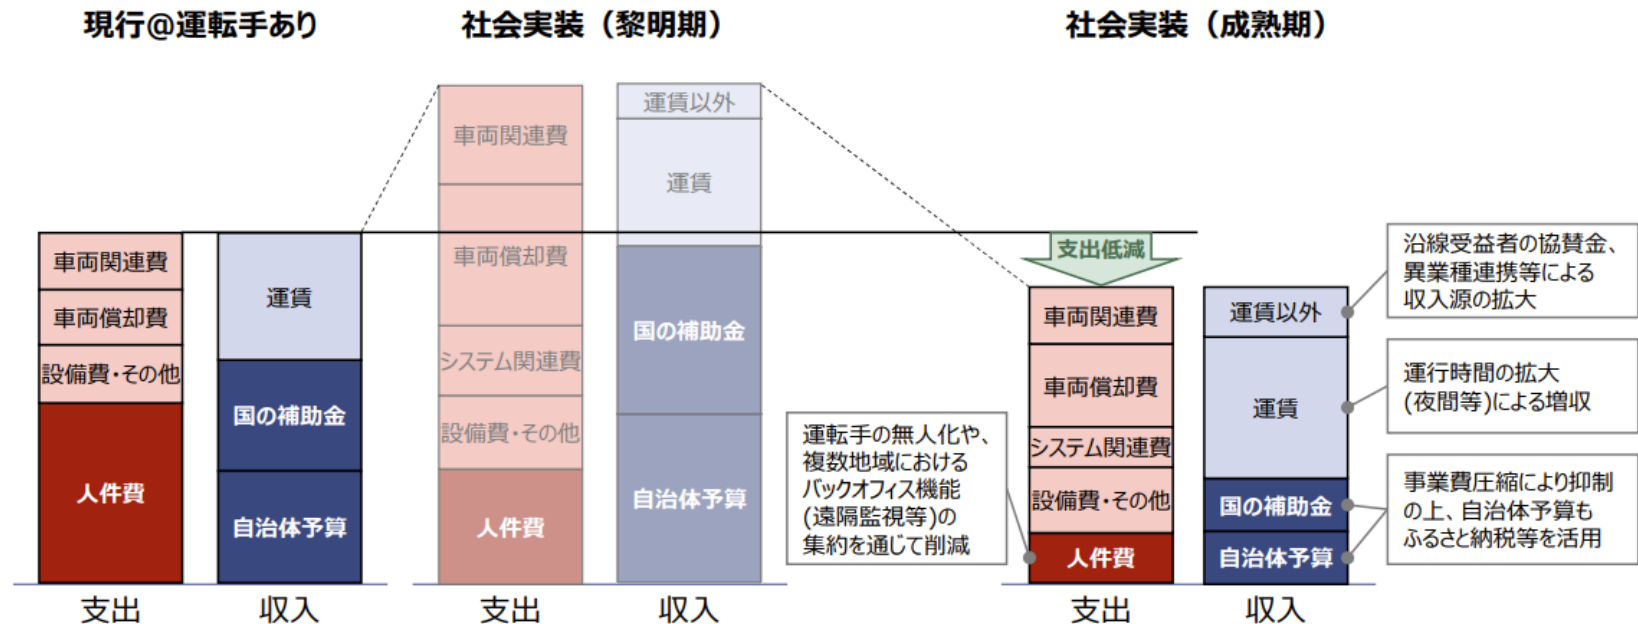 現行@運転手あり
社会実装（黎明期）
社会実装（成熟期）
車両関連費
車両償却費
設備費・その他
人件費
支出
運賃
国の補助金
自治体予算
収入
車両関連費
車両償却費
システム関連費
設備費・その他
人件費
支出
運賃以外
運賃
国の補助金
自治体予算
収入
運転手の無人化や、
複数地域における
バックオフィス機能
(遠隔監視等)の
集約を通じて削減
支出低減
車両関連費
車両償却費
システム関連費
設備費・その他
人件費
支出
運賃以外
運賃
国の補助金
自治体予算
収入
沿線受益者の協賛金、
異業種連携等による
収入源の拡大
運行時間の拡大
(夜間等)による増収
事業費圧縮により抑制
の上、自治体予算も
ふるさと納税等を活用